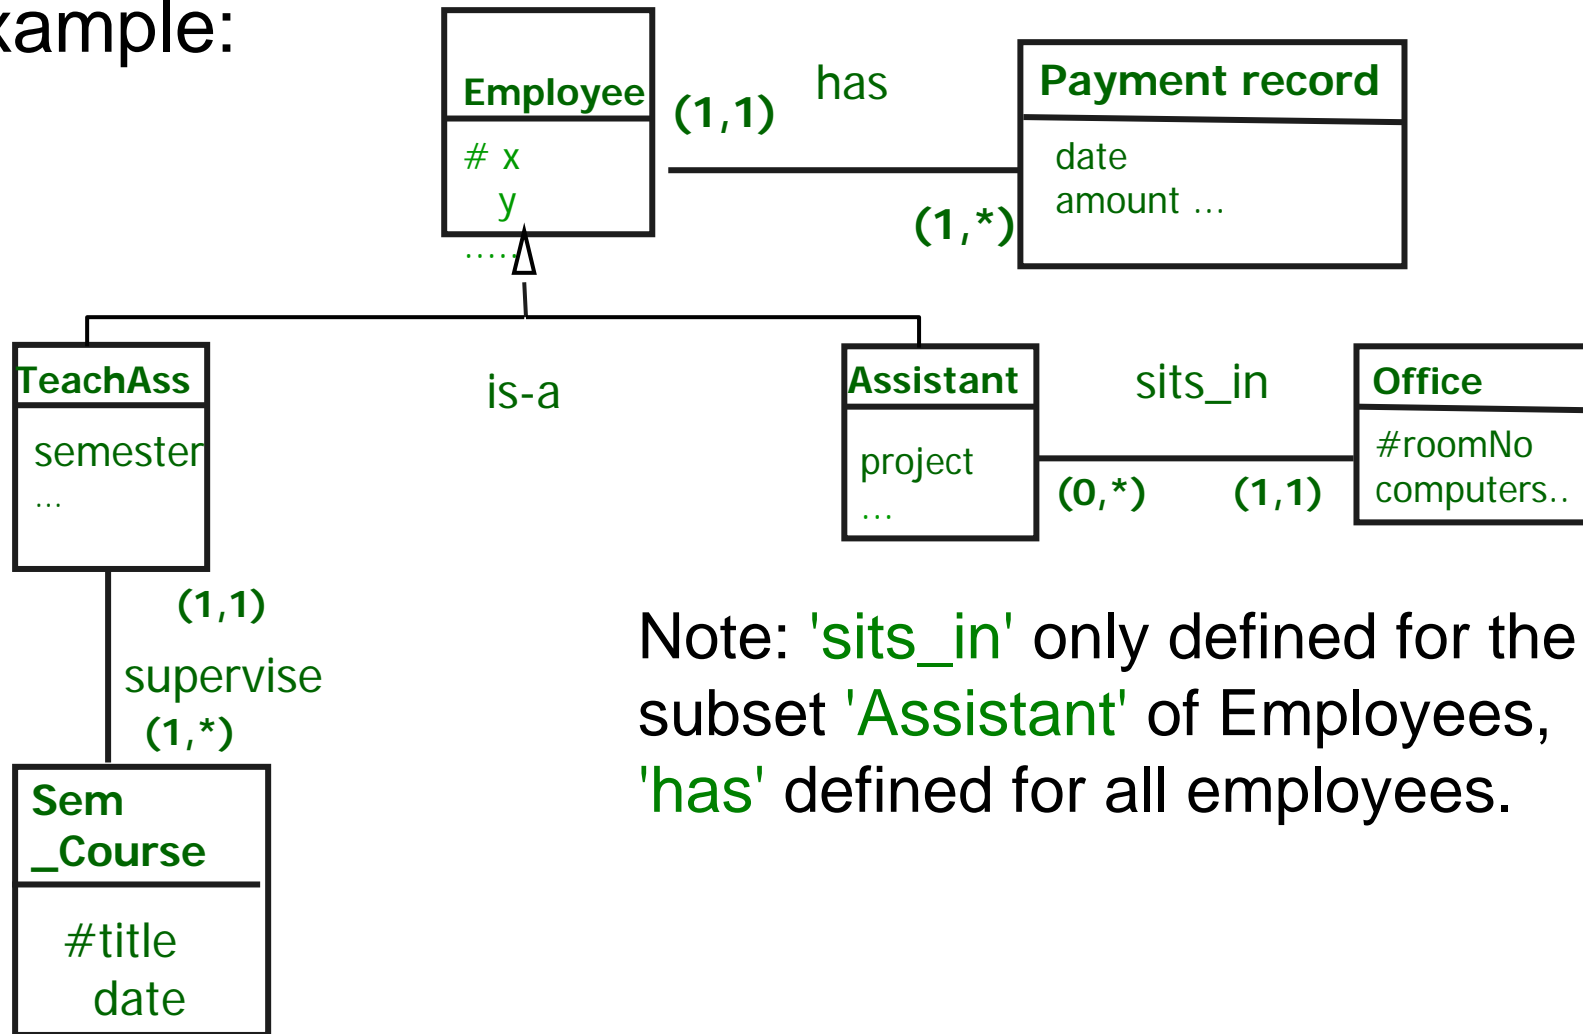 xample:
Employee
# x
y
.....
(1,1)
has
(1,*)
Payment record
date
amount ...
is-a
TeachAss
semester
...
Assistant
project
...
sits_in
(0,*)
(1,1)
Office
#roomNo
computers..
(1,1)
supervise
(1,*)
Sem
_Course
#title
date
Note: 'sits_in' only defined for the
subset 'Assistant' of Employees,
'has' defined for all employees.